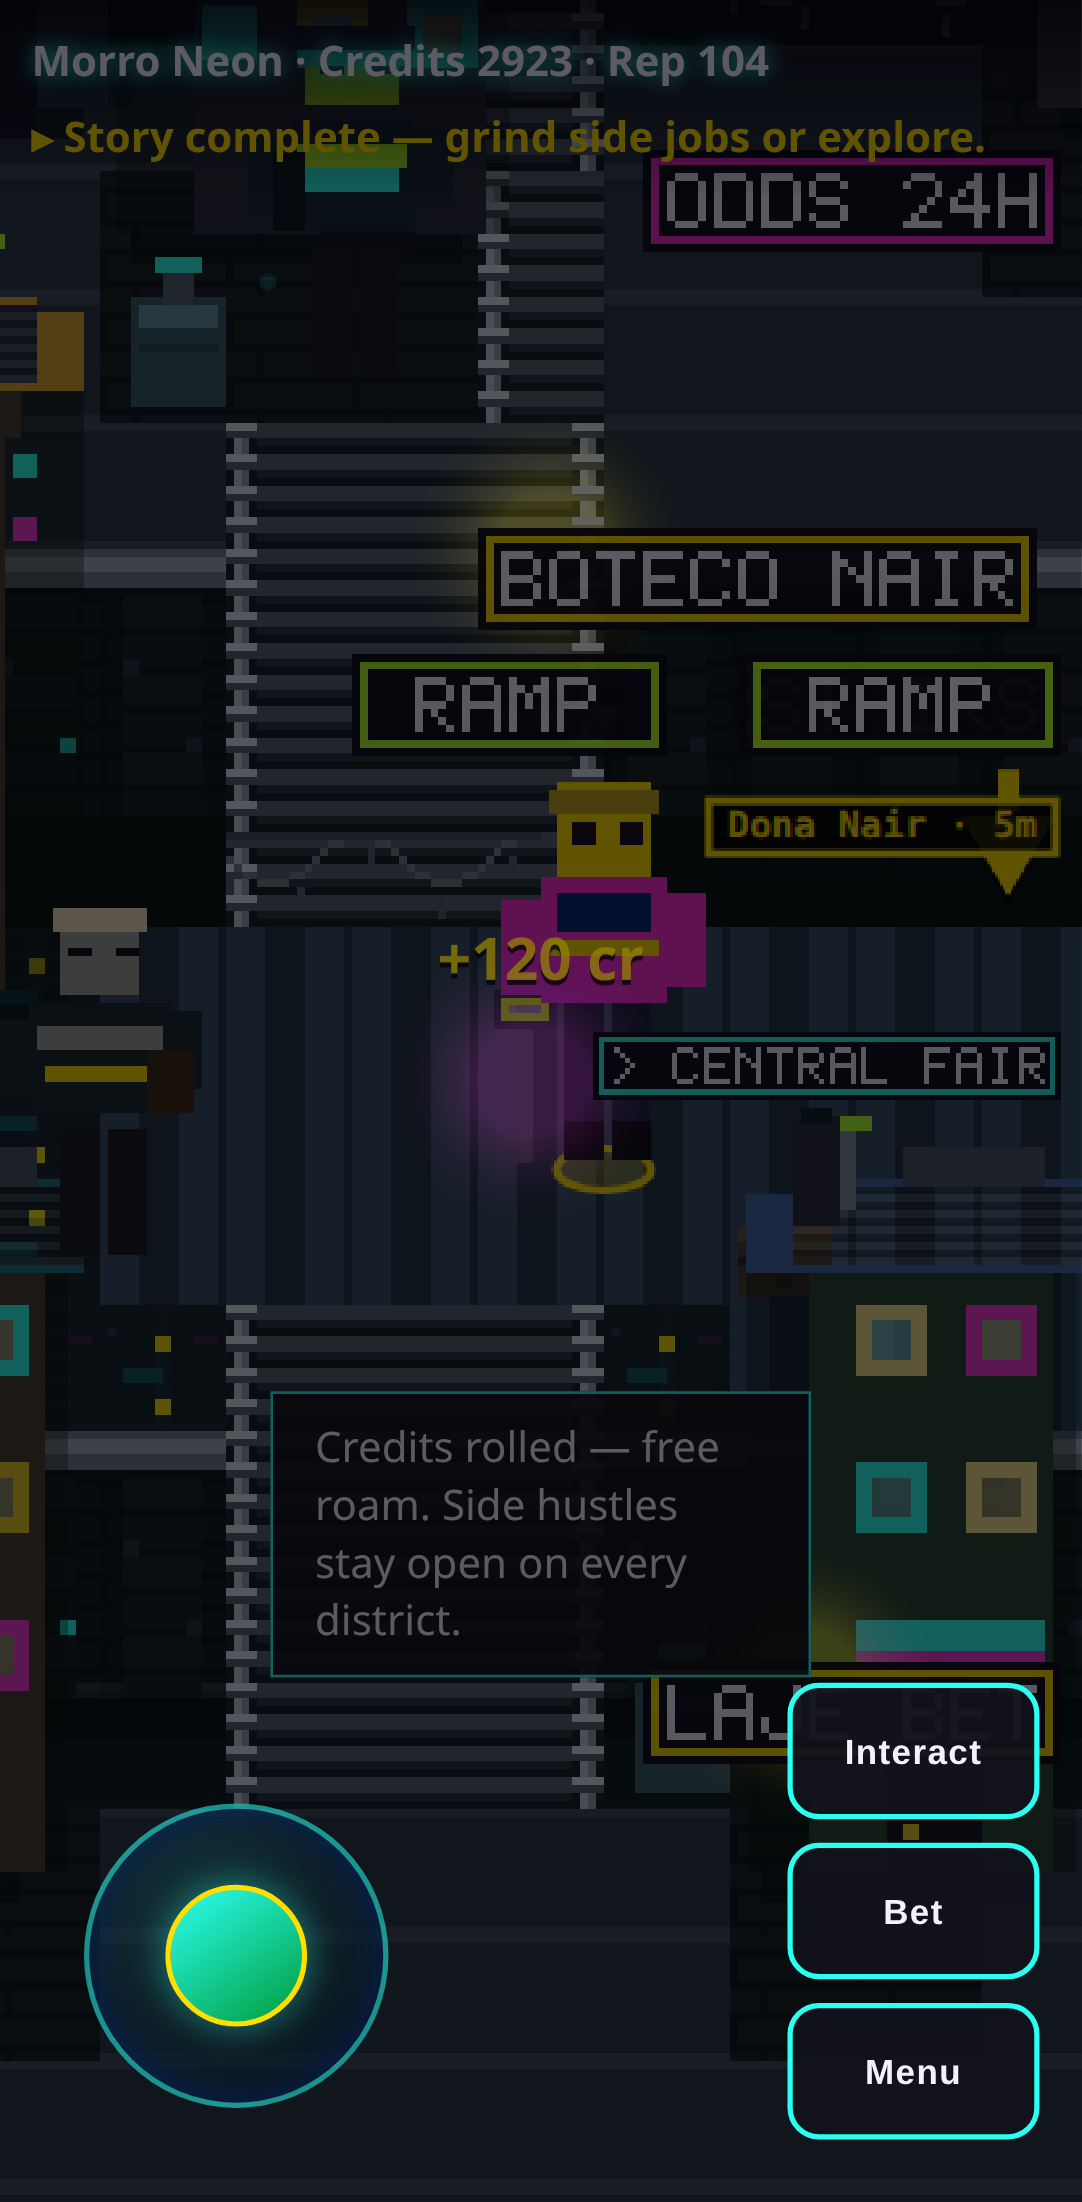 Morro Neon · Credits 2923 · Rep 104
▸ Story complete — grind side jobs or explore.
ODDS 24H
BOTECO NAIR
RAMP
RAMP
Dona Nair · 5m
+120 cr
> CENTRAL FAIR
Credits rolled — free
roam. Side hustles
stay open on every
district.
LAJE BET
Interact
Bet
Menu